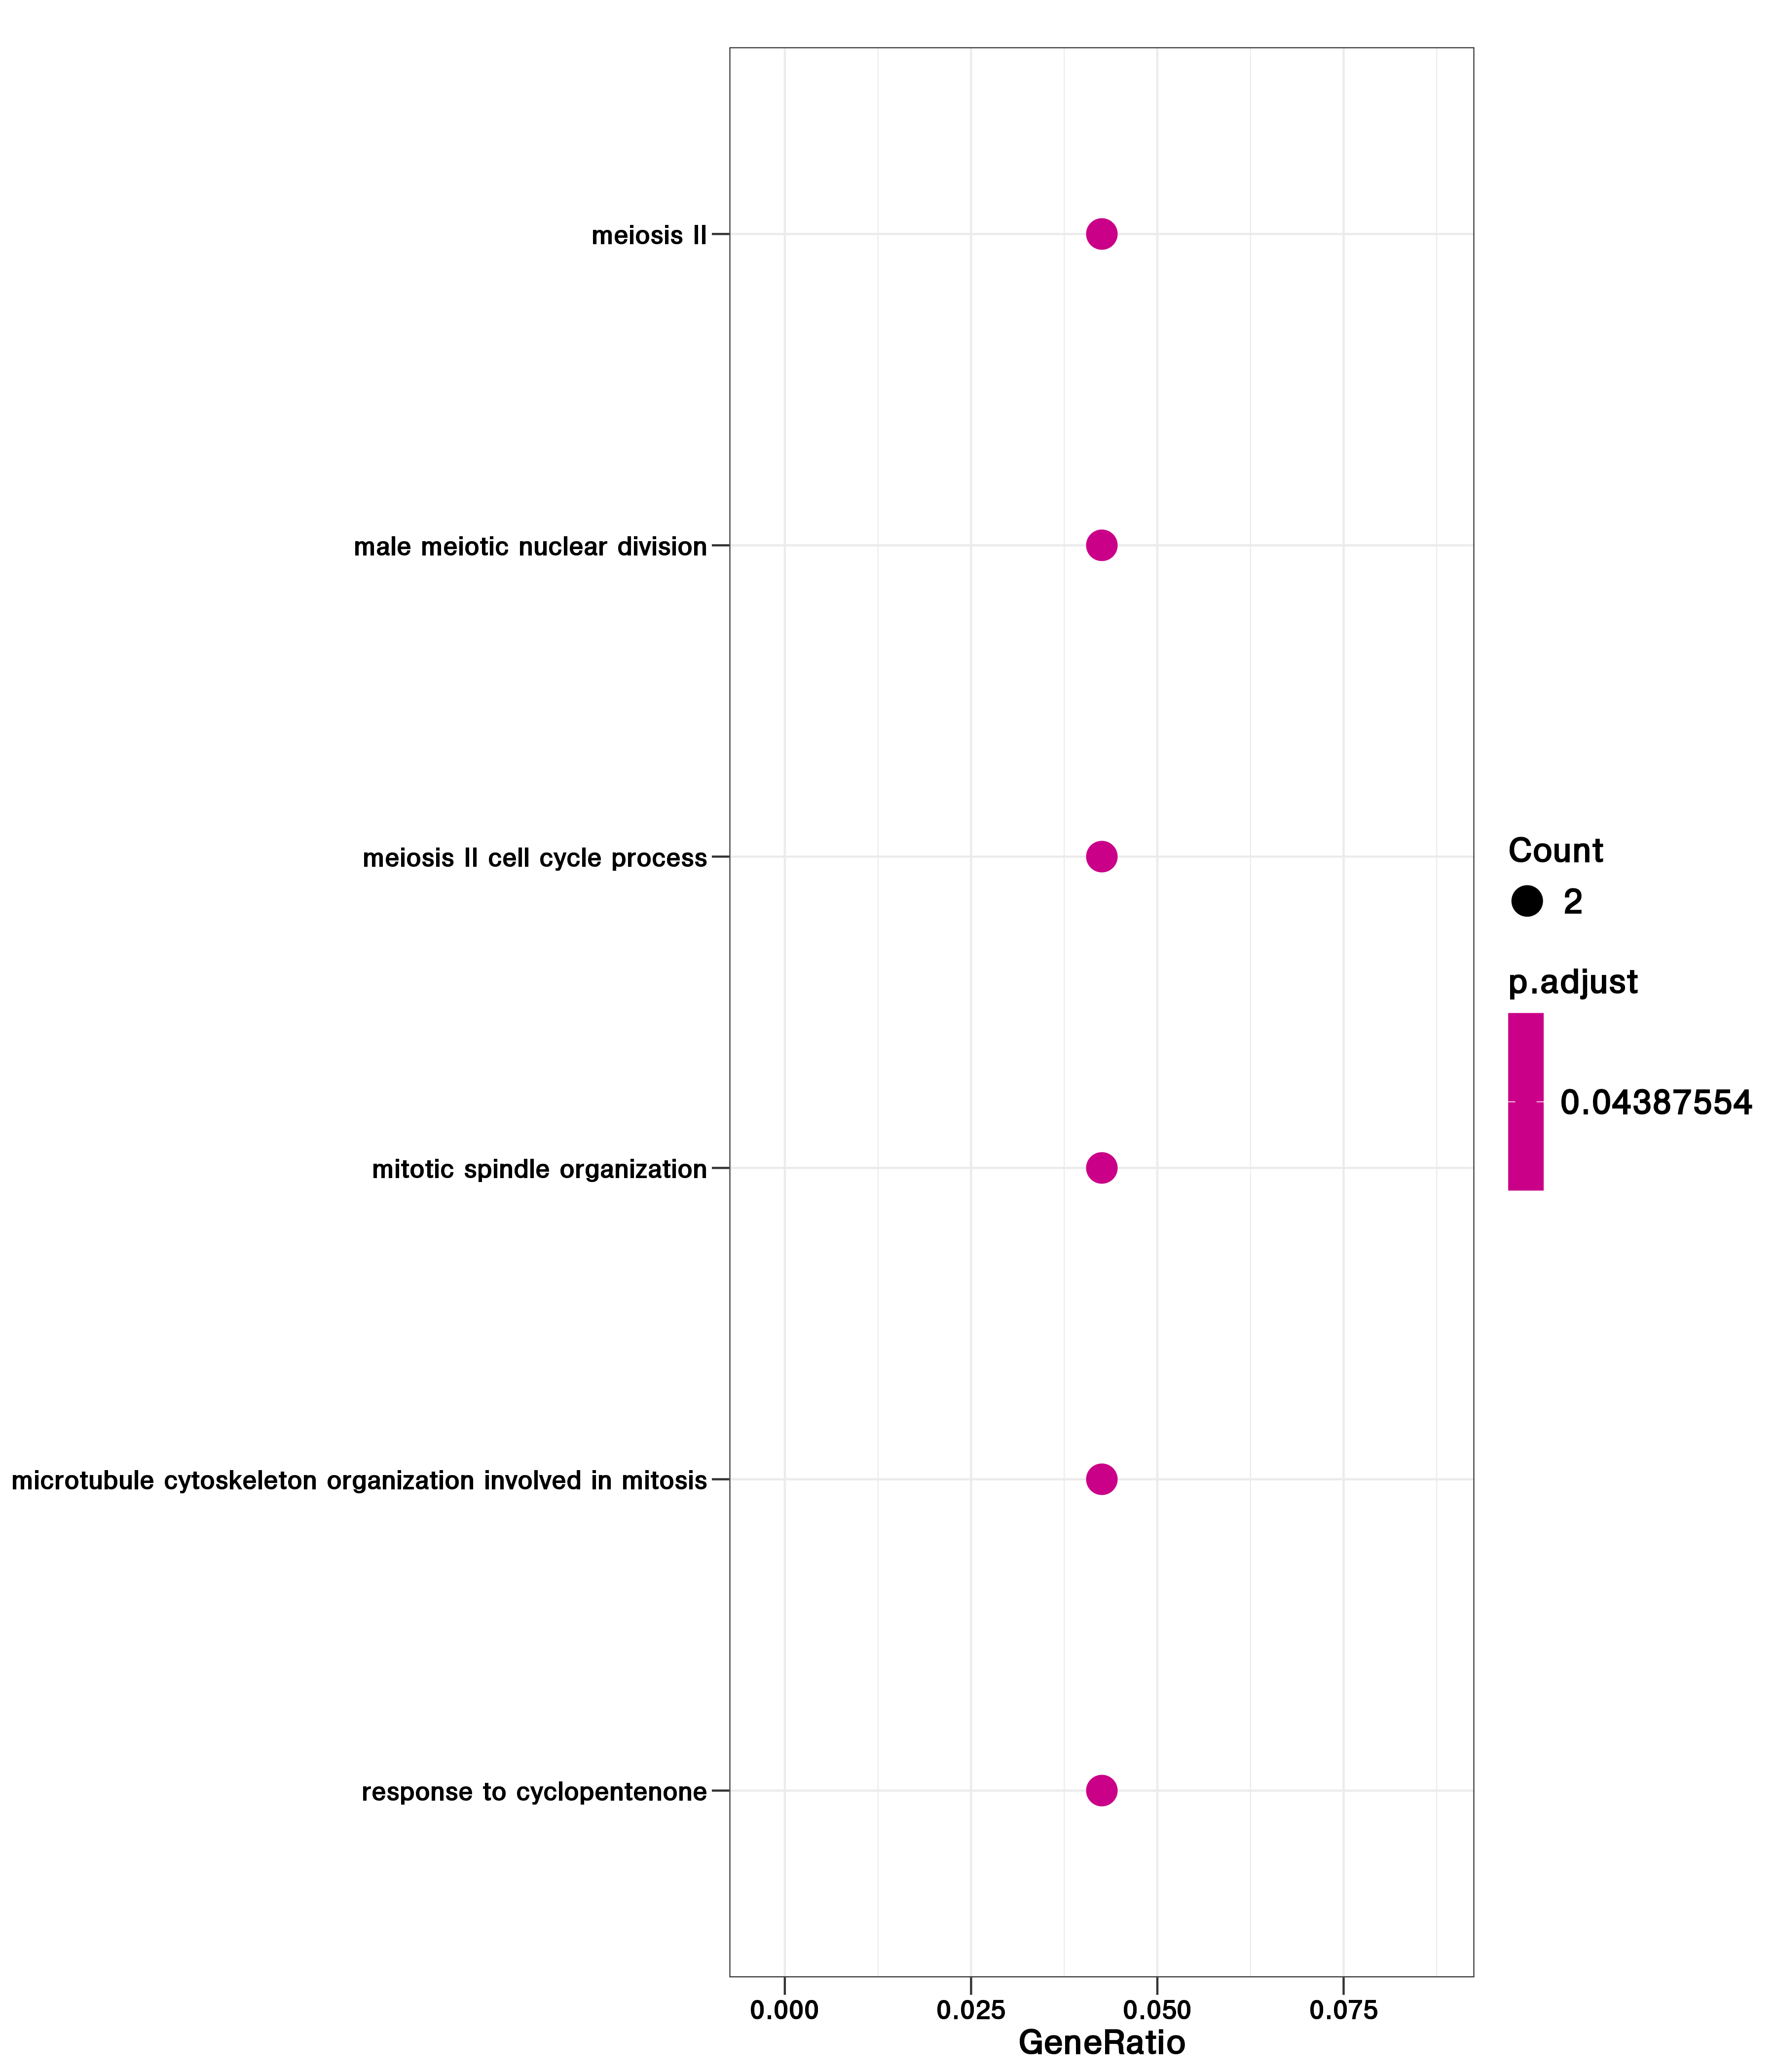 meiosis II
male meiotic nuclear division
meiosis II cell cycle process
mitotic spindle organization
microtubule cytoskeleton organization involved in mitosis
response to cyclopentenone
0.000 0.025 0.050 0.075
GeneRatio
Count
2
p.adjust
0.04387554